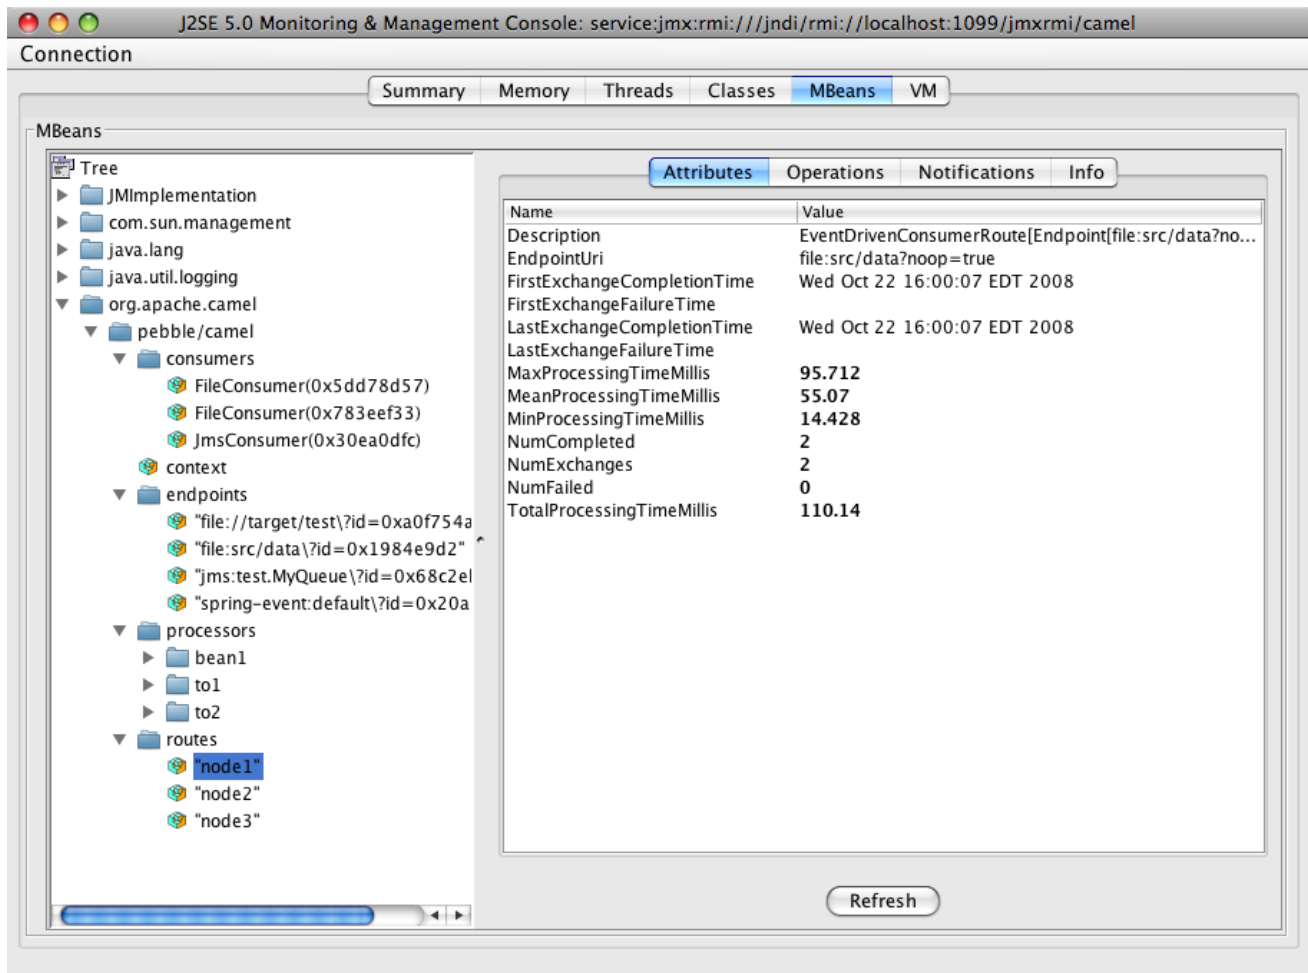 J2SE 5.0 Monitoring & Management Console: service:jmx:rmi:///jndi/rmi://localhost:1099/jmxrmi/camel
Connection
Summary Memory Threads Classes MBeans VM
MBeans
Tree
JMImplementation
com.sun.management
java.lang
java.util.logging
org.apache.camel
pebble/camel
consumers
FileConsumer(0x5dd78d57)
FileConsumer(0x783eef33)
JmsConsumer(0x30ea0dfc)
context
endpoints
"file://target/test\?id=0xa0f754a
"file:src/data\?id=0x1984e9d2"
"jms:test.MyQueue\?id=0x68c2el
"spring-event:default\?id=0x20a
processors
bean1
to1
to2
routes
"node1"
"node2"
"node3"
Attributes Operations Notifications Info
Name Value
Description EventDrivenConsumerRoute[Endpoint[file:src/data?no...
EndpointUri file:src/data?noop=true
FirstExchangeCompletionTime Wed Oct 22 16:00:07 EDT 2008
FirstExchangeFailureTime
LastExchangeCompletionTime Wed Oct 22 16:00:07 EDT 2008
LastExchangeFailureTime
MaxProcessingTimeMillis 95.712
MeanProcessingTimeMillis 55.07
MinProcessingTimeMillis 14.428
NumCompleted 2
NumExchanges 2
NumFailed 0
TotalProcessingTimeMillis 110.14
Refresh